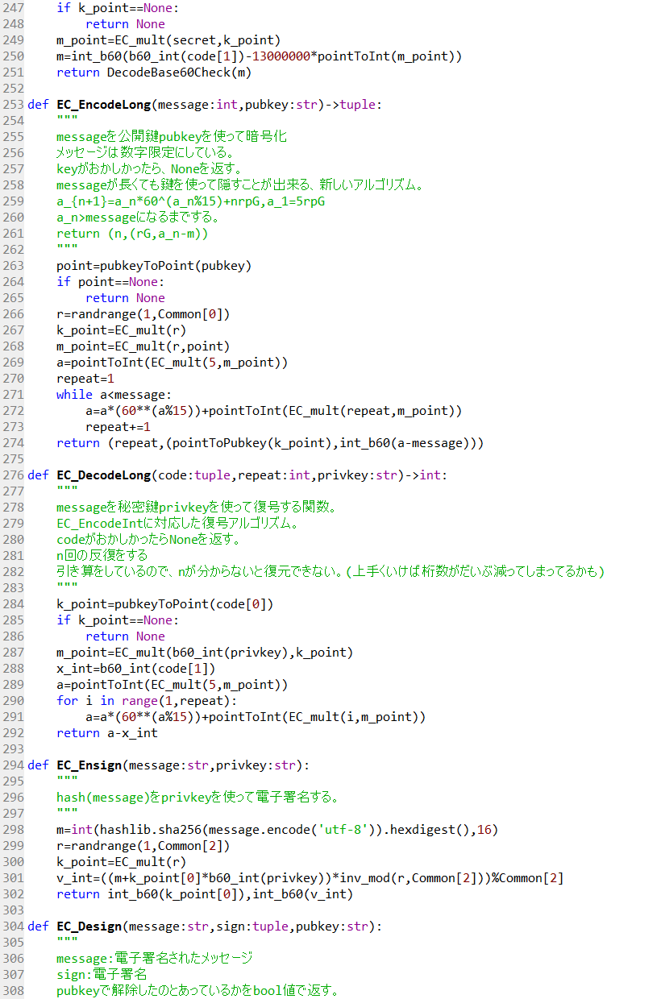 247     if k_point==None:
248         return None
249     m_point=EC_mult(secret,k_point)
250     m=int_b60(b60_int(code[1])-13000000*pointToInt(m_point))
251     return DecodeBase60Check(m)
252
253 def EC_EncodeLong(message:int,pubkey:str)->tuple:
254     """
255     messageを公開鍵pubkeyを使って暗号化
256     メッセージは数字限定にしている。
257     keyがおかしかったら、Noneを返す。
258     messageが長くても鍵を使って隠すことが出来る、新しいアルゴリズム。
259     a_{n+1}=a_n*60^(a_n%15)+nrpG,a_1=5rpG
260     a_n>messageになるまでする。
261     return (n,(rG,a_n-m))
262     """
263     point=pubkeyToPoint(pubkey)
264     if point==None:
265         return None
266     r=randrange(1,Common[0])
267     k_point=EC_mult(r)
268     m_point=EC_mult(r,point)
269     a=pointToInt(EC_mult(5,m_point))
270     repeat=1
271     while a<message:
272         a=a*(60**(a%15))+pointToInt(EC_mult(repeat,m_point))
273         repeat+=1
274     return (repeat,(pointToPubkey(k_point),int_b60(a-message)))
275
276 def EC_DecodeLong(code:tuple,repeat:int,privkey:str)->int:
277     """
278     messageを秘密鍵privkeyを使って復号する関数。
279     EC_EncodeIntに対応した復号アルゴリズム。
280     codeがおかしかったらNoneを返す。
281     n回の反復をする
282     引き算をしているので、nが分からないと復元できない。(上手くいけば桁数がだいぶ減ってしまってるかも)
283     """
284     k_point=pubkeyToPoint(code[0])
285     if k_point==None:
286         return None
287     m_point=EC_mult(b60_int(privkey),k_point)
288     x_int=b60_int(code[1])
289     a=pointToInt(EC_mult(5,m_point))
290     for i in range(1,repeat):
291         a=a*(60**(a%15))+pointToInt(EC_mult(i,m_point))
292     return a-x_int
293
294 def EC_Ensign(message:str,privkey:str):
295     """
296     hash(message)をprivkeyを使って電子署名する。
297     """
298     m=int(hashlib.sha256(message.encode('utf-8')).hexdigest(),16)
299     r=randrange(1,Common[2])
300     k_point=EC_mult(r)
301     v_int=((m+k_point[0]*b60_int(privkey))*inv_mod(r,Common[2]))%Common[2]
302     return int_b60(k_point[0]),int_b60(v_int)
303
304 def EC_Design(message:str,sign:tuple,pubkey:str):
305     """
306     message:電子署名されたメッセージ
307     sign:電子署名
308     pubkeyで解除したのとあっているかをbool値で返す。